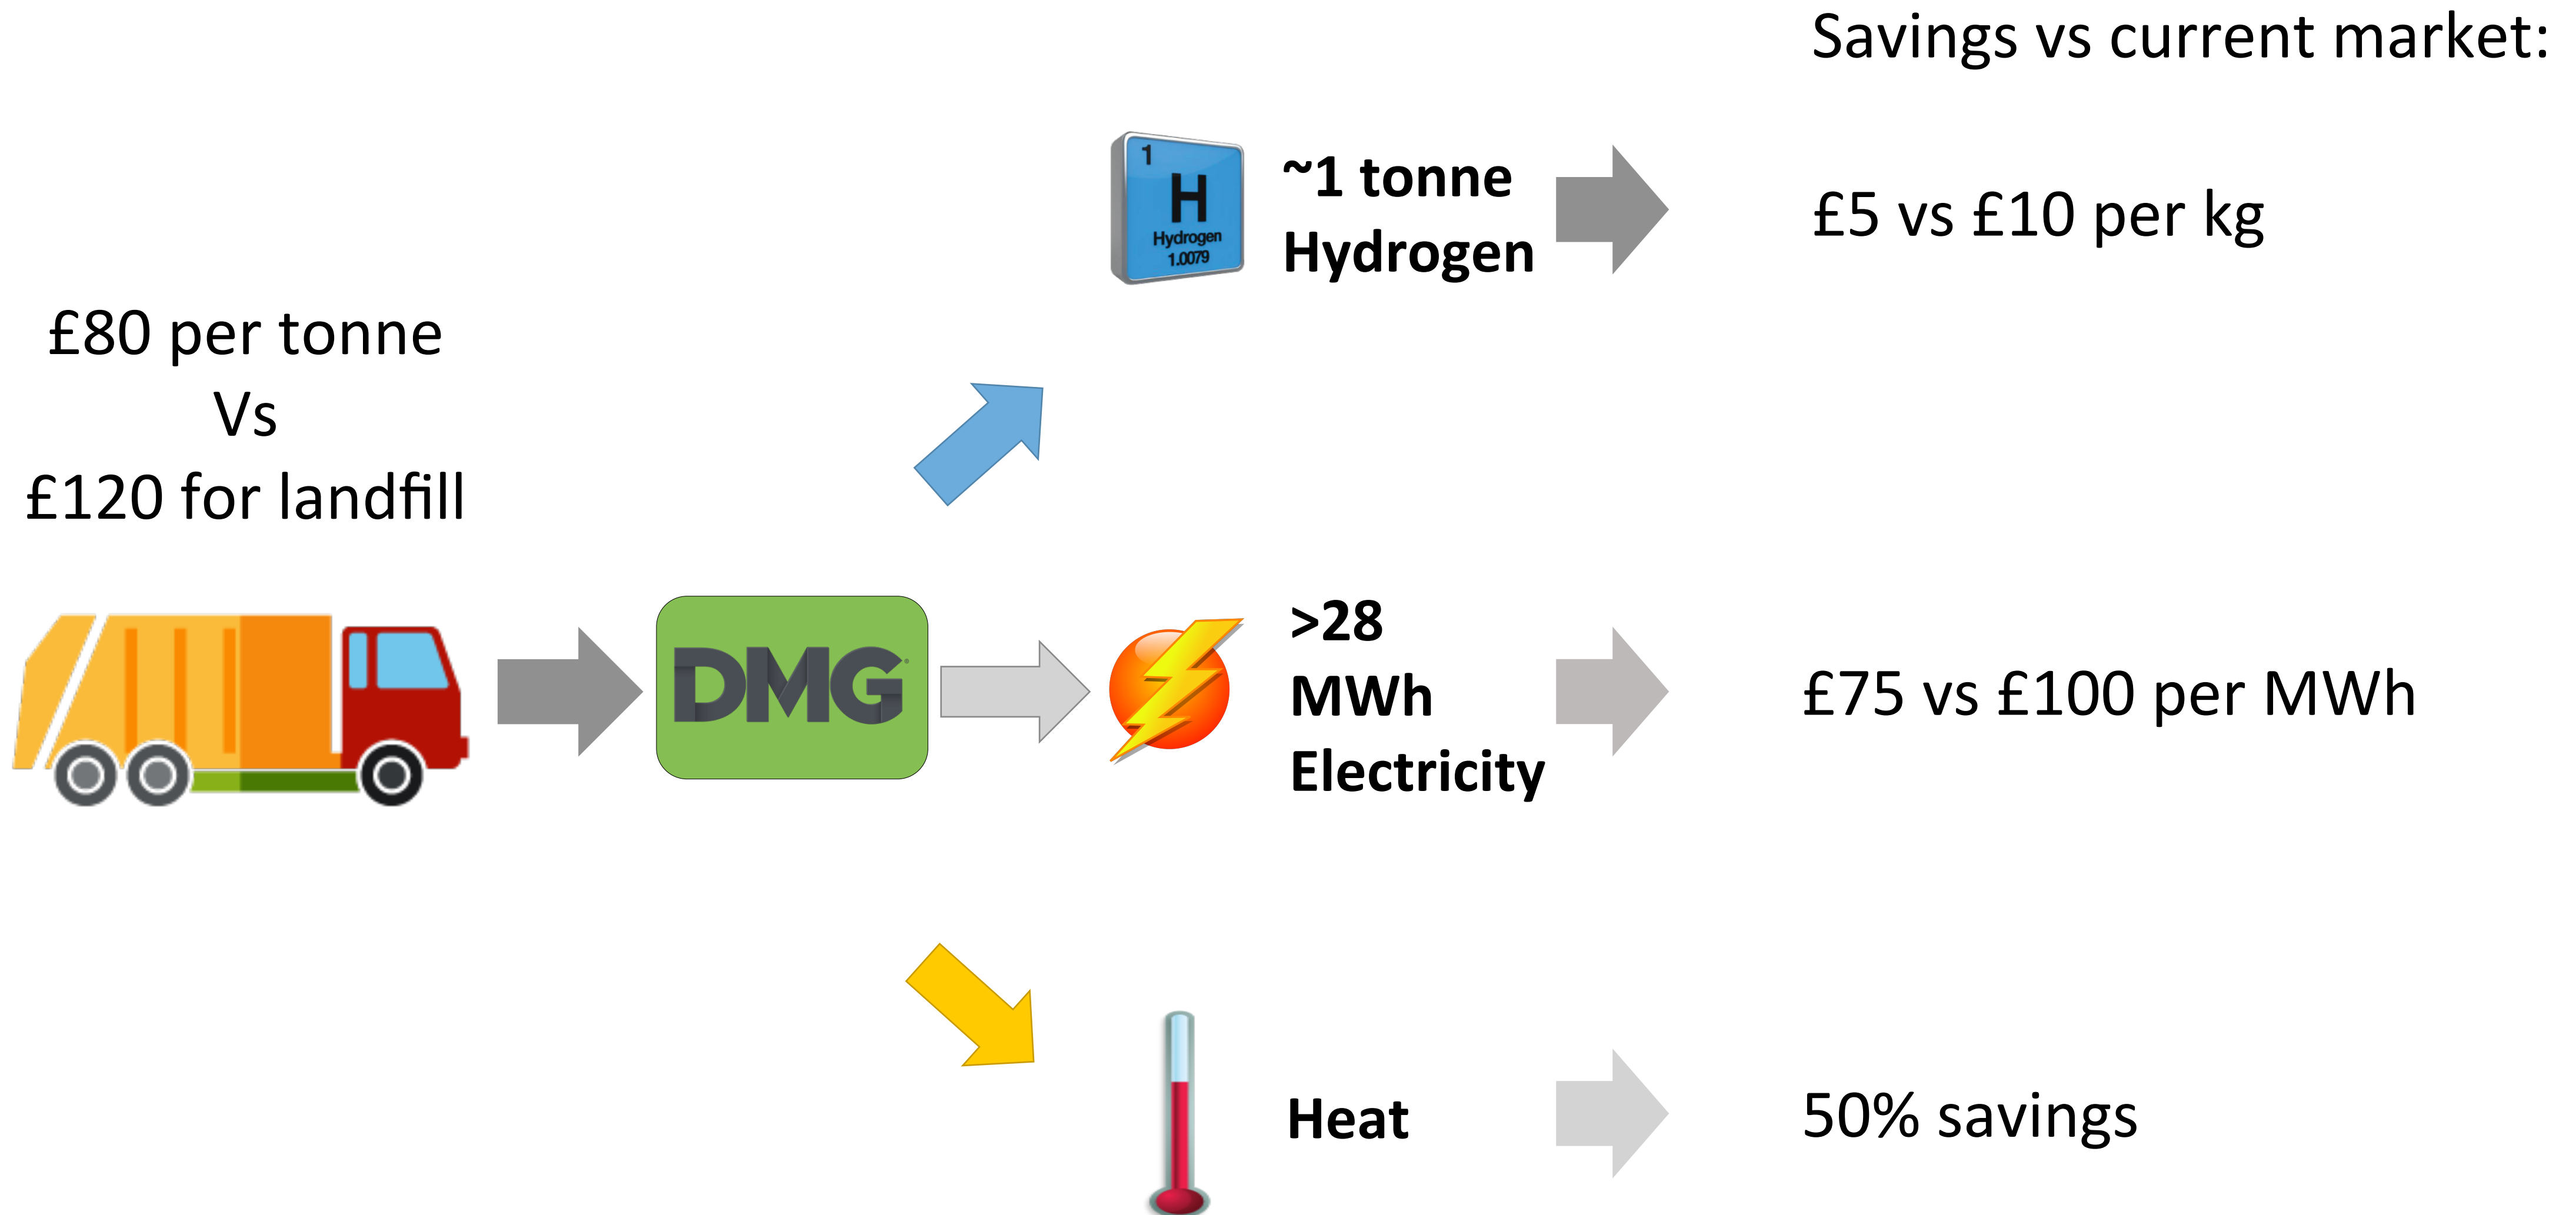 Savings vs current market:
1
H
Hydrogen
1.0079
~1 tonne
Hydrogen
£5 vs £10 per kg
£80 per tonne
Vs
£120 for landfill
DMG
>28
MWh
Electricity
£75 vs £100 per MWh
Heat
50% savings